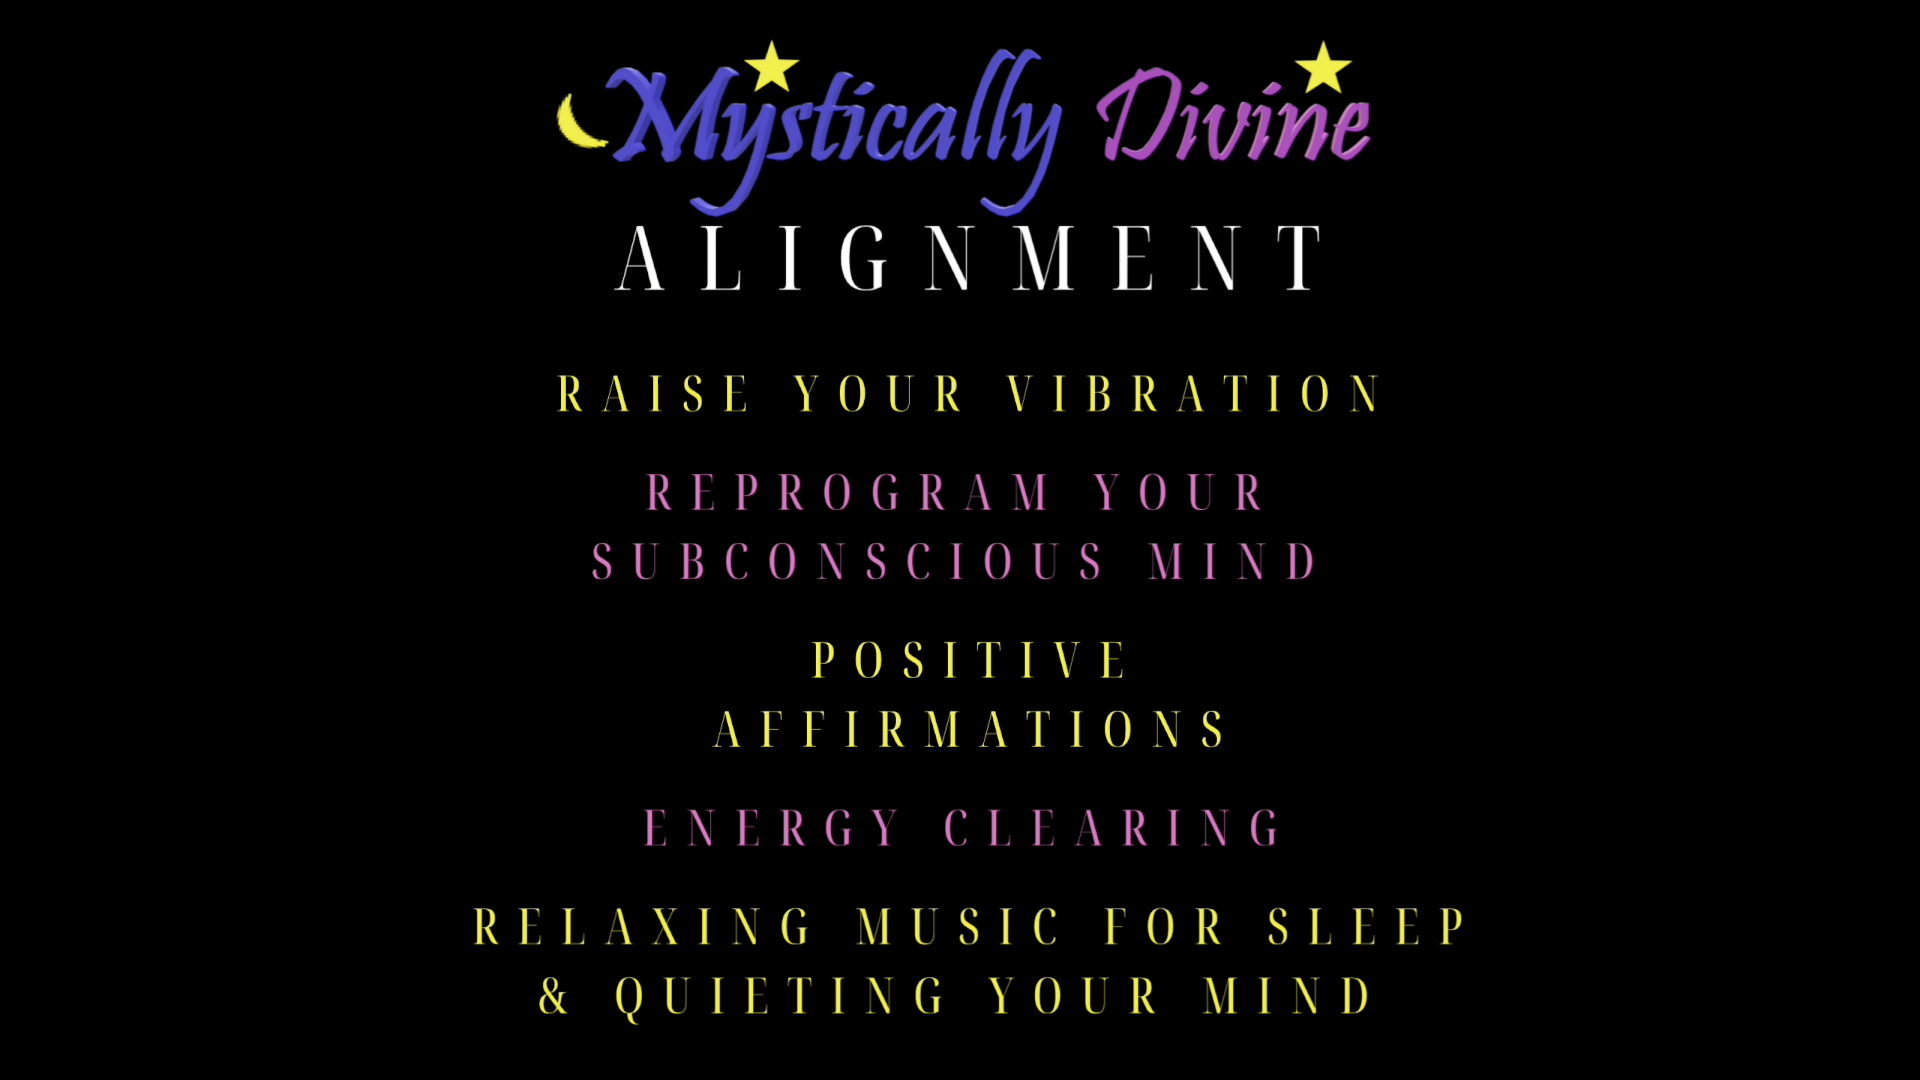 Mystically Divine
ALIGNMENT
RAISE YOUR VIBRATION
REPROGRAM YOUR
SUBCONSCIOUS MIND
POSITIVE
AFFIRMATIONS
ENERGY CLEARING
RELAXING MUSIC FOR SLEEP
& QUIETING YOUR MIND